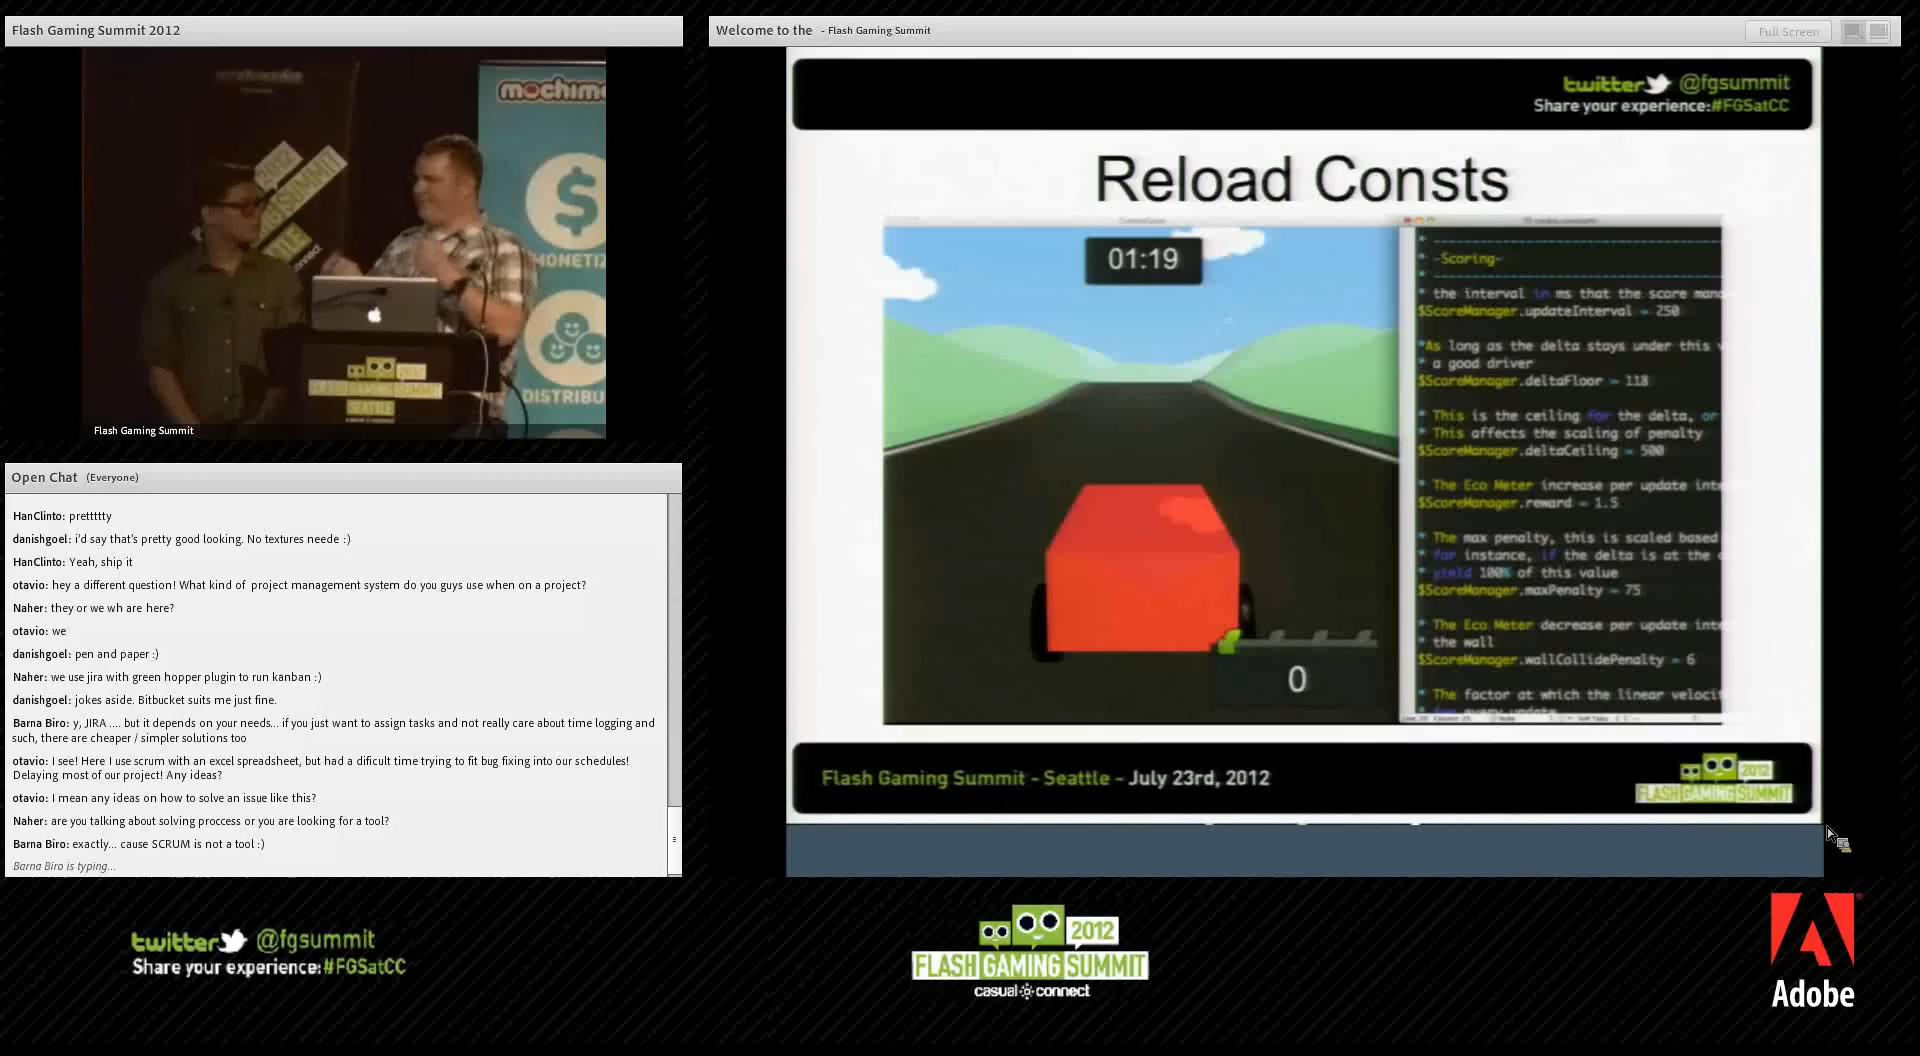 Flash Gaming Summit 2012
mochim
2012
$
MONETIZ
DISTRIBU
FLASH GAMING SUMMIT
SEATTLE
Flash Gaming Summit
Open Chat (Everyone)
HanClinto: prettttty
danishgoel: i'd say that's pretty good looking. No textures neede :)
HanClinto: Yeah, ship it
otavio: hey a different question! What kind of project management system do you guys use when on a project?
Naher: they or we wh are here?
otavio: we
danishgoel: pen and paper :)
Naher: we use jira with green hopper plugin to run kanban :)
danishgoel: jokes aside. Bitbucket suits me just fine.
Barna Biro: y, JIRA .... but it depends on your needs... if you just want to assign tasks and not really care about time logging and
such, there are cheaper / simpler solutions too
otavio: I see! Here I use scrum with an excel spreadsheet, but had a dificult time trying to fit bug fixing into our schedules!
Delaying most of our project! Any ideas?
otavio: I mean any ideas on how to solve an issue like this?
Naher: are you talking about solving proccess or you are looking for a tool?
Barna Biro: exactly... cause SCRUM is not a tool :)
Barna Biro is typing...
Welcome to the - Flash Gaming Summit
Full Screen
twitter @fgsummit
Share your experience:#FGSatCC
Reload Consts
01:19
0
* -Scoring-
* the interval in ms that the score mana
$ScoreManager.updateInterval = 250
*As long as the delta stays under this v
* a good driver
$ScoreManager.deltaFloor = 118
* This is the ceiling for the delta, or
* This affects the scaling of penalty
$ScoreManager.deltaCeiling = 500
* The Eco Meter increase per update inte
$ScoreManager.reward = 1.5
* The max penalty, this is scaled based
* for instance, if the delta is at the c
* yield 100% of this value
$ScoreManager.maxPenalty = 75
* The Eco Meter decrease per update inte
* the wall
$ScoreManager.wallCollidePenalty = 6
* The factor at which the linear velocit
* for every update
Flash Gaming Summit - Seattle - July 23rd, 2012
2012
FLASH GAMING SUMMIT
twitter @fgsummit
Share your experience:#FGSatCC
2012
FLASH GAMING SUMMIT
casual connect
Adobe